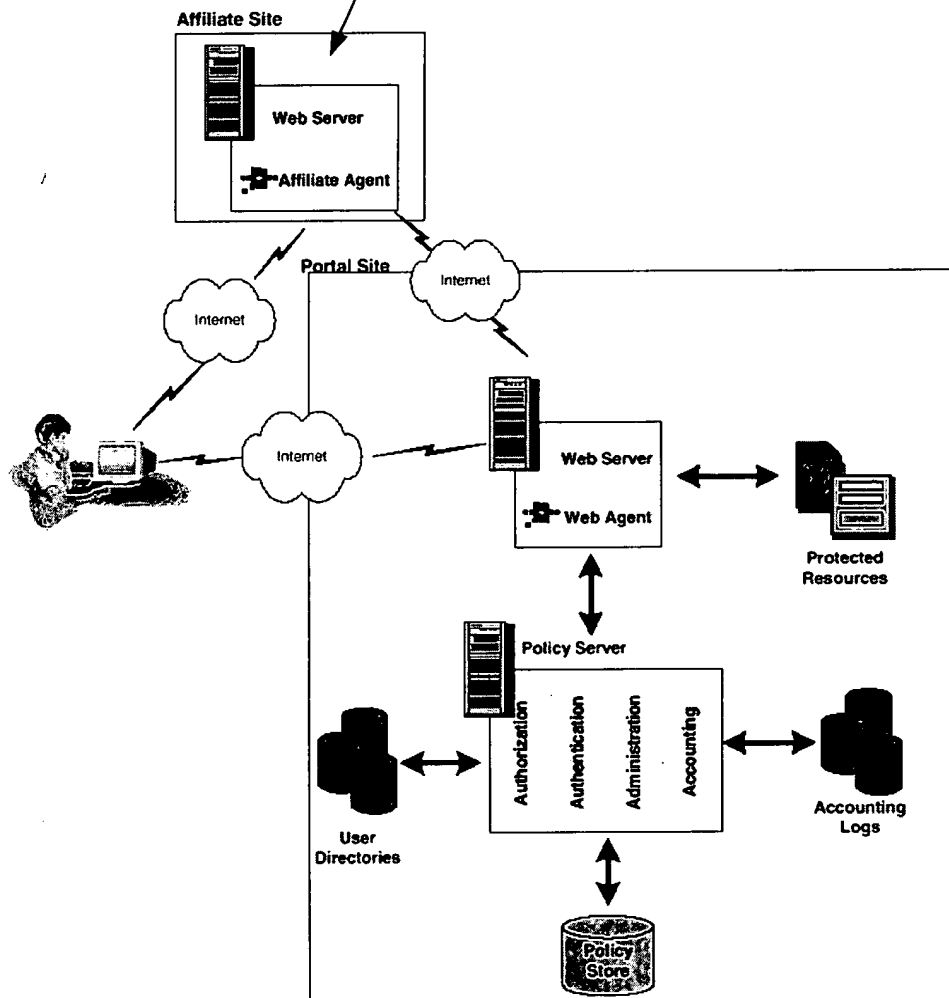 Affiliate Site
Web Server
Affiliate Agent
Portal Site
Internet
Internet
Internet
Web Server
Web Agent
Protected
Resources
Policy Server
Authorization
Authentication
Administration
Accounting
User
Directories
Accounting
Logs
Policy
Store